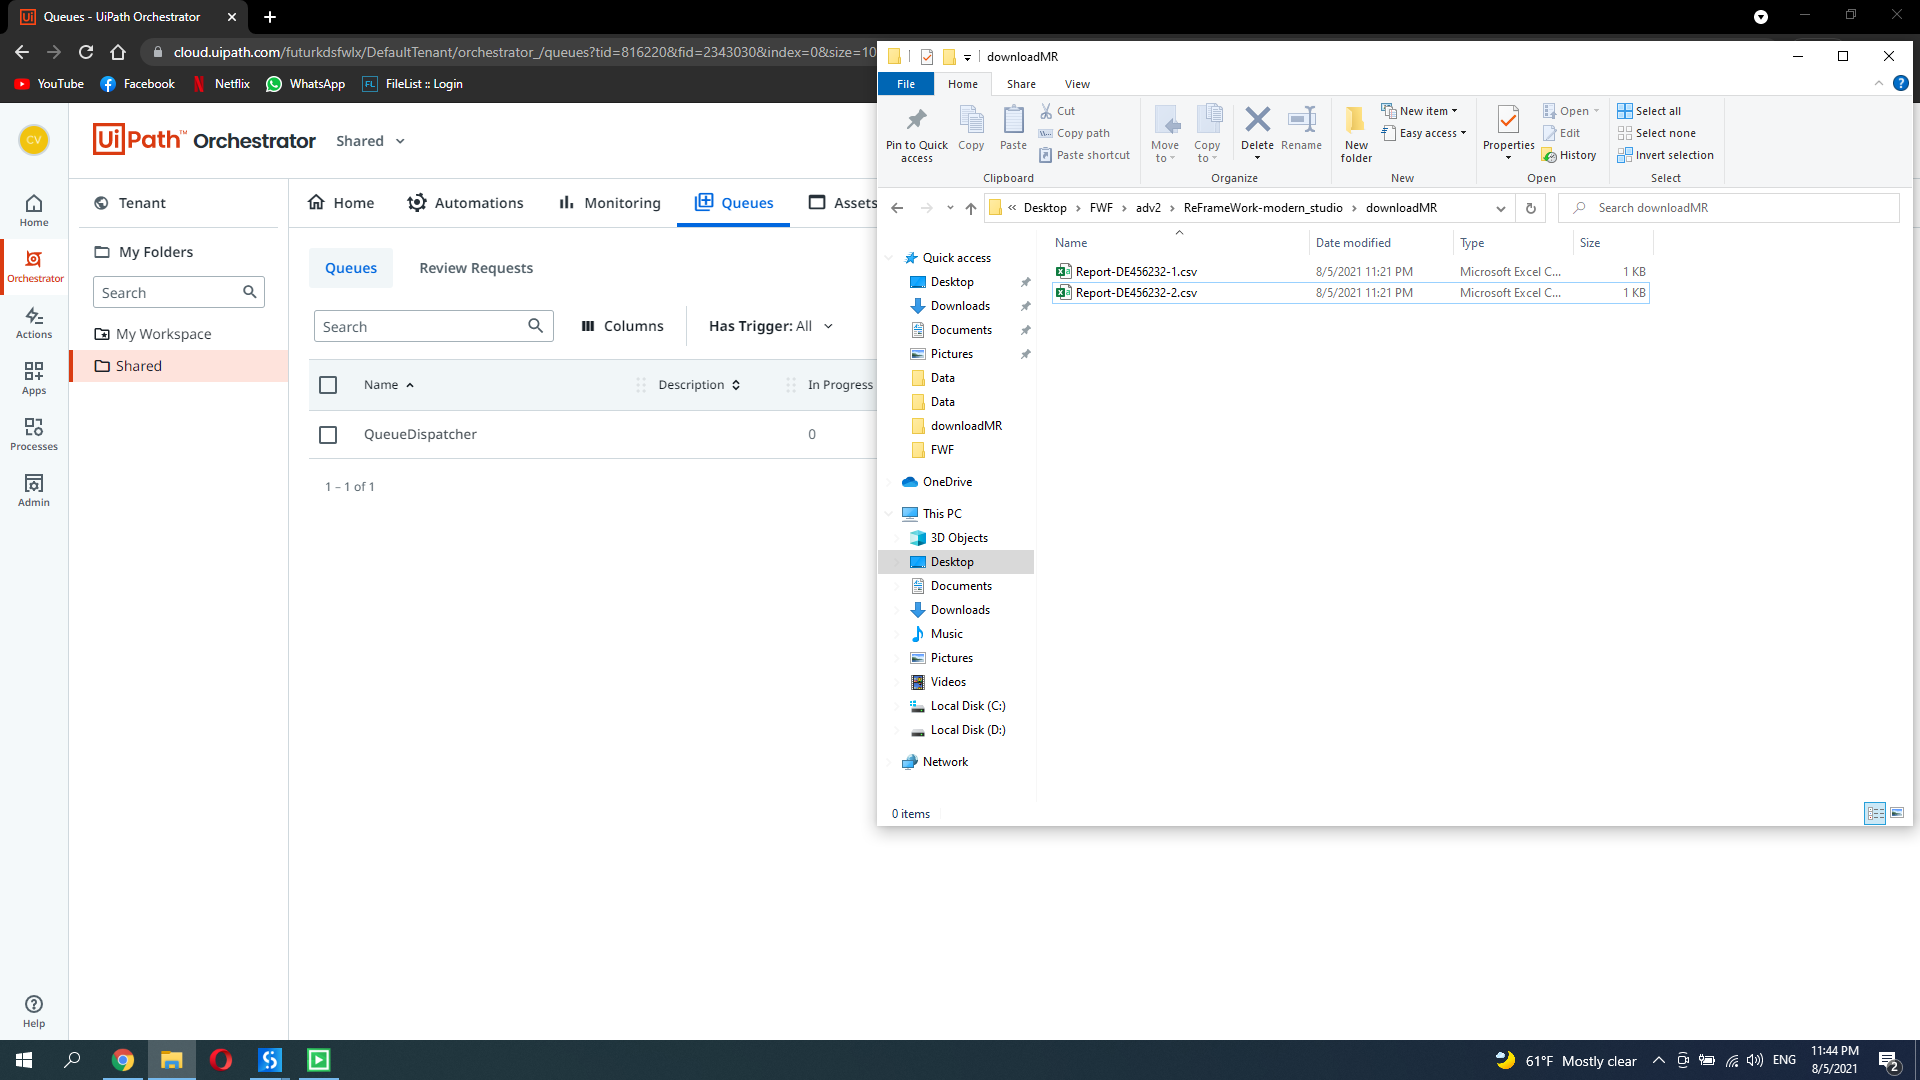 Queues - UiPath Orchestrator
cloud.uipath.com/futurkdsfwlx/DefaultTenant/orchestrator_/queues?tid=816220&fid=2343030&index=0&size=10
YouTube
Facebook
Netflix
WhatsApp
FileList :: Login
CV
UiPath Orchestrator
Shared
Home
Orchestrator
Actions
Apps
Processes
Admin
Help
Tenant
My Folders
Search
My Workspace
Shared
Home
Automations
Monitoring
Queues
Assets
Queues
Review Requests
Search
Columns
Has Trigger: All
Name
Description
In Progress
QueueDispatcher
0
1 – 1 of 1
downloadMR
File
Home
Share
View
Pin to Quick access
Copy
Paste
Cut
Copy path
Paste shortcut
Clipboard
Move to
Copy to
Delete
Rename
Organize
New folder
New item
Easy access
New
Properties
Open
Edit
History
Open
Select all
Select none
Invert selection
Select
« Desktop > FWF > adv2 > ReFrameWork-modern_studio > downloadMR
Search downloadMR
Name
Date modified
Type
Size
Report-DE456232-1.csv
8/5/2021 11:21 PM
Microsoft Excel C...
1 KB
Report-DE456232-2.csv
8/5/2021 11:21 PM
Microsoft Excel C...
1 KB
Quick access
Desktop
Downloads
Documents
Pictures
Data
Data
downloadMR
FWF
OneDrive
This PC
3D Objects
Desktop
Documents
Downloads
Music
Pictures
Videos
Local Disk (C:)
Local Disk (D:)
Network
0 items
61°F Mostly clear
ENG
11:44 PM
8/5/2021
2